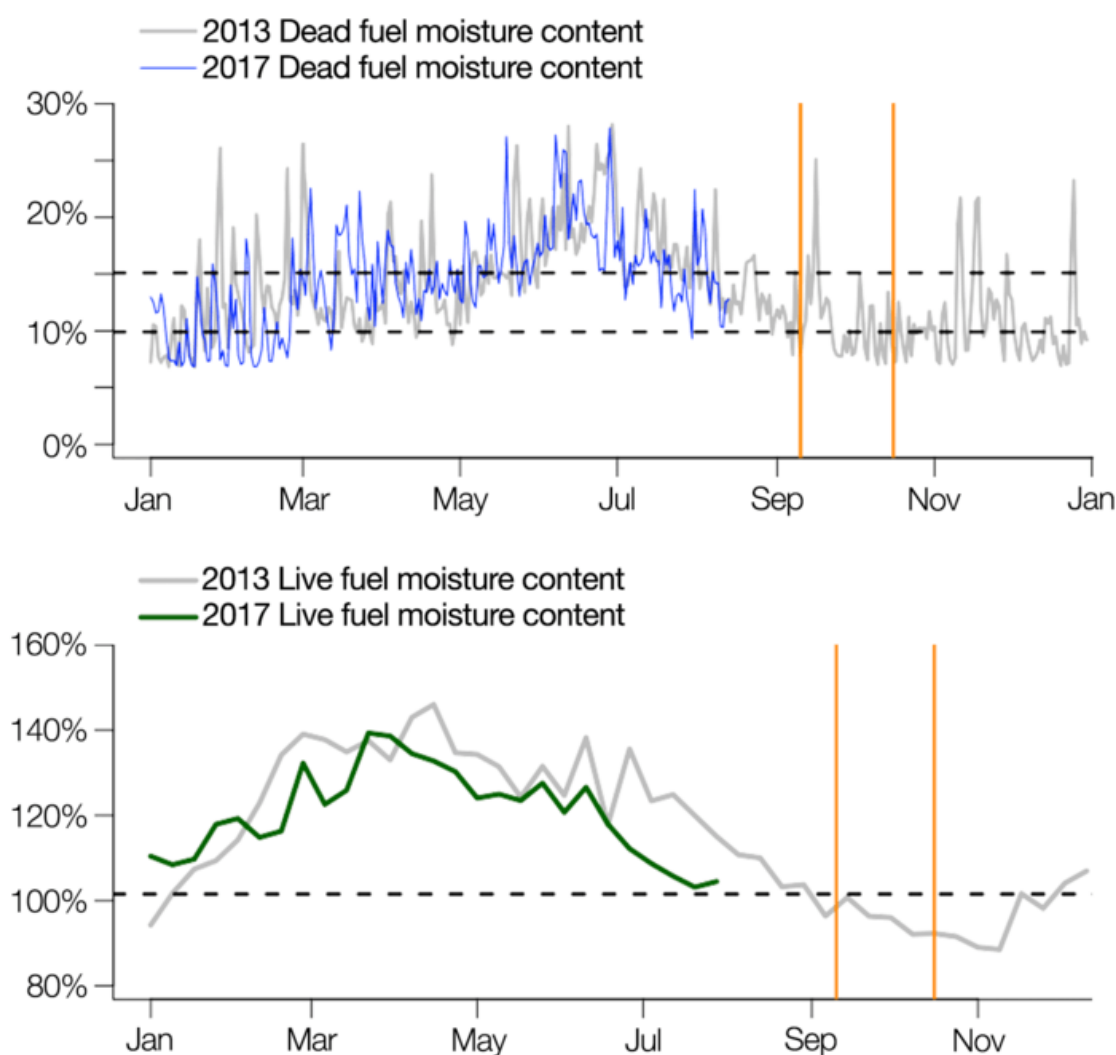 2013 Dead fuel moisture content
2017 Dead fuel moisture content
30%
20%
10%
0%
Jan Mar May Jul Sep Nov Jan
2013 Live fuel moisture content
2017 Live fuel moisture content
160%
140%
120%
100%
80%
Jan Mar May Jul Sep Nov